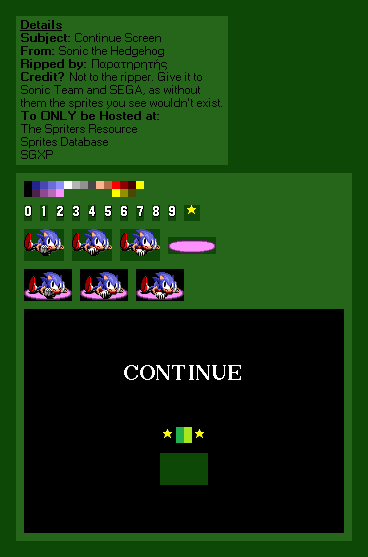 Details
Subject: Continue Screen
From: Sonic the Hedgehog
Ripped by: Παρατηρητής
Credit? Not to the ripper. Give it to
Sonic Team and SEGA, as without
them the sprites you see wouldn't exist.
To ONLY be Hosted at:
The Spriters Resource
Sprites Database
SGXP
0 1 2 3 4 5 6 7 8 9
CONTINUE